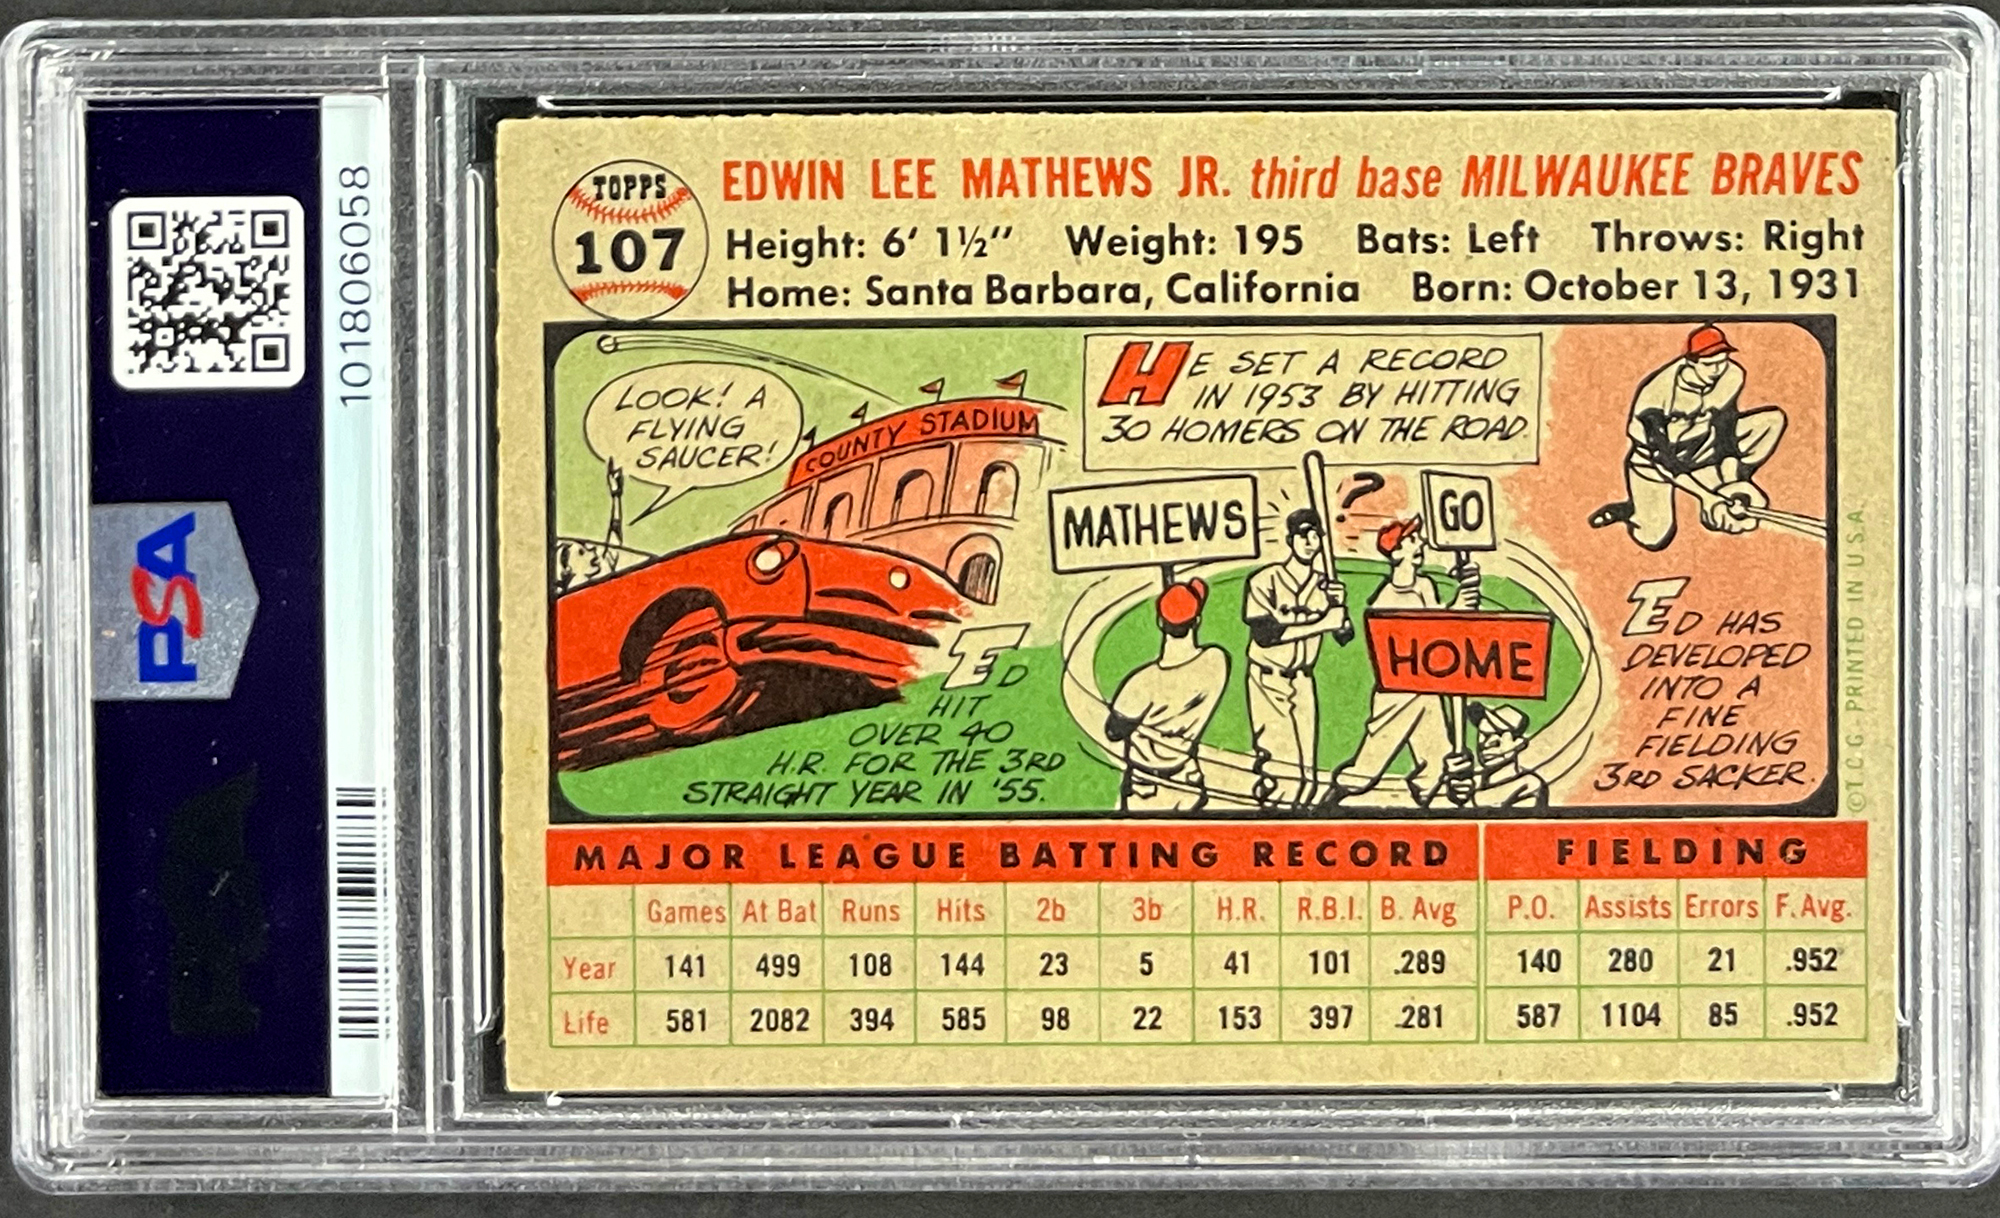 PSA
101806058
TOPPS
107
EDWIN LEE MATHEWS JR. third base MILWAUKEE BRAVES
Height: 6' 1½" Weight: 195 Bats: Left Throws: Right
Home: Santa Barbara, California Born: October 13, 1931
LOOK! A
FLYING
SAUCER!
COUNTY STADIUM
ED
HIT
OVER 40
H.R. FOR THE 3RD
STRAIGHT YEAR IN '55.
HE SET A RECORD
IN 1953 BY HITTING
30 HOMERS ON THE ROAD.
MATHEWS
?
GO
HOME
ED HAS
DEVELOPED
INTO A
FINE
FIELDING
3RD SACKER.
©T.C.G.-PRINTED IN U.S.A.
MAJOR LEAGUE BATTING RECORD FIELDING
Games At Bat Runs Hits 2b 3b H.R. R.B.I. B. Avg P.O. Assists Errors F. Avg.
Year 141 499 108 144 23 5 41 101 .289 140 280 21 .952
Life 581 2082 394 585 98 22 153 397 .281 587 1104 85 .952